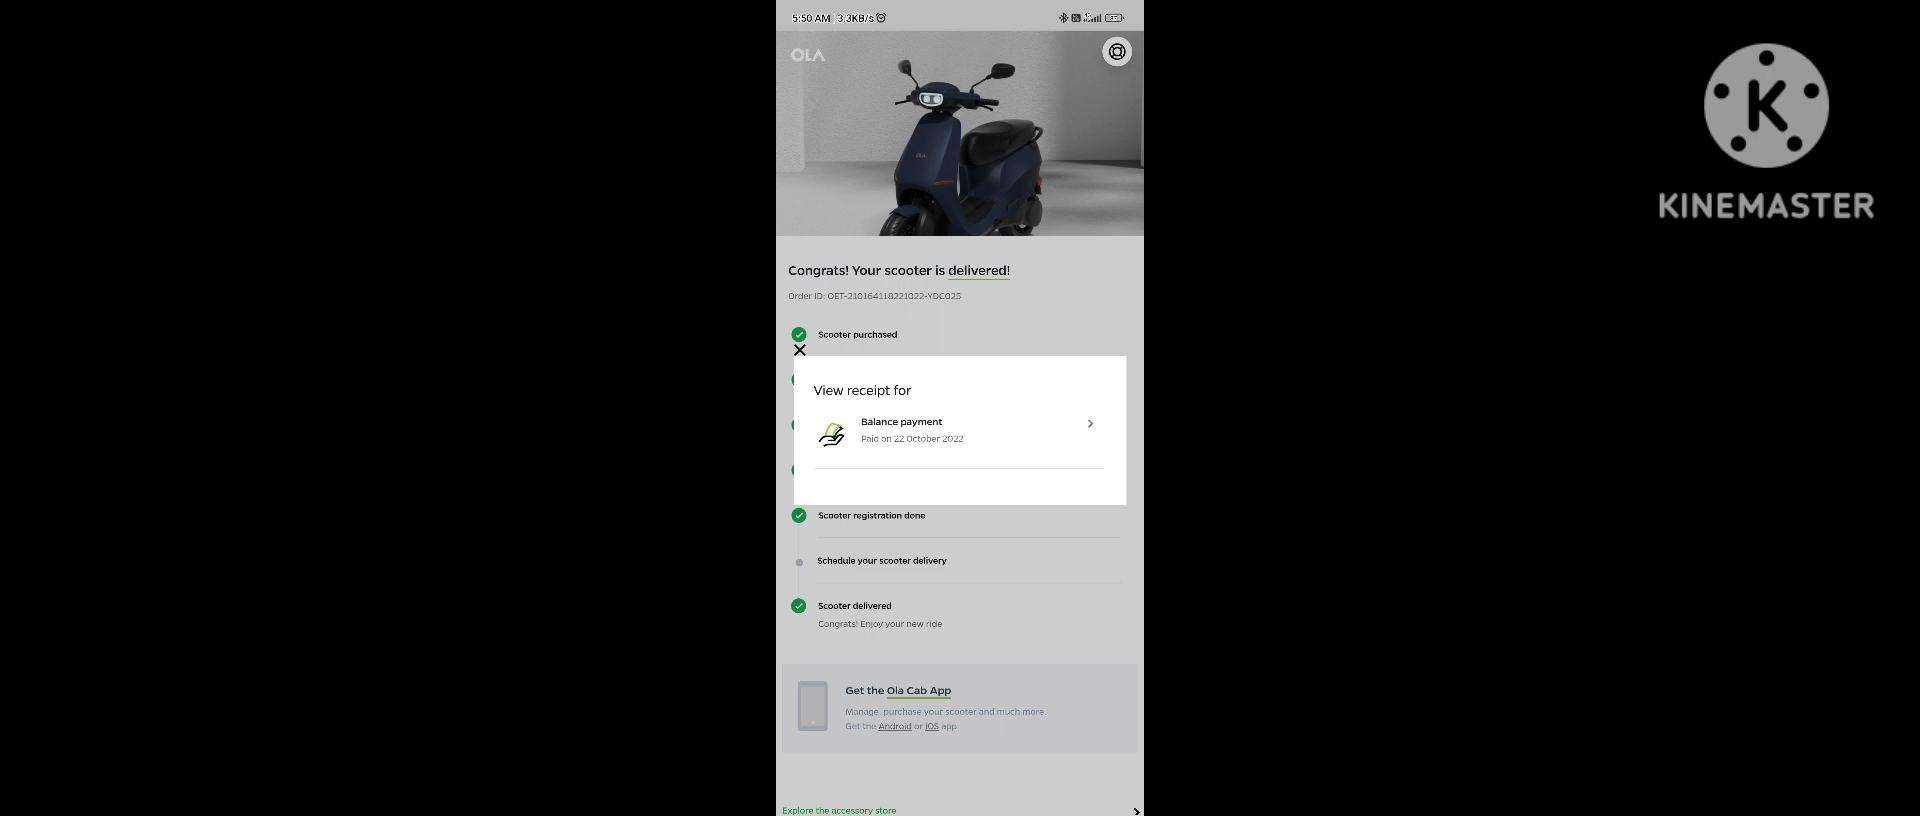 5:50 AM 3.3KB/s
OLA
KINEMASTER
Congrats! Your scooter is delivered!
Order ID: OET-210164118221022-YDC025
Scooter purchased
View receipt for
Balance payment
Paid on 22 October 2022
Scooter registration done
Schedule your scooter delivery
Scooter delivered
Congrats! Enjoy your new ride
Get the Ola Cab App
Manage, purchase your scooter and much more.
Get the Android or iOS app
Explore the accessory store